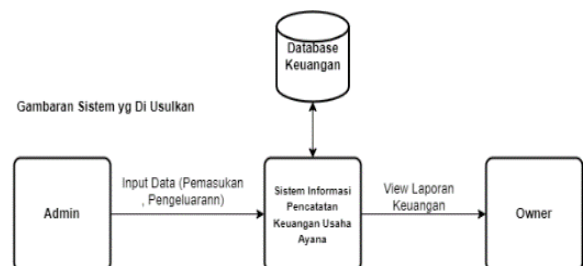 Database
Keuangan
Gambaran Sistem yg Di Usulkan
Admin
Input Data (Pemasukan
, Pengeluarann)
Sistem Informasi
Pencatatan
Keuangan Usaha
Ayana
View Laporan
Keuangan
Owner